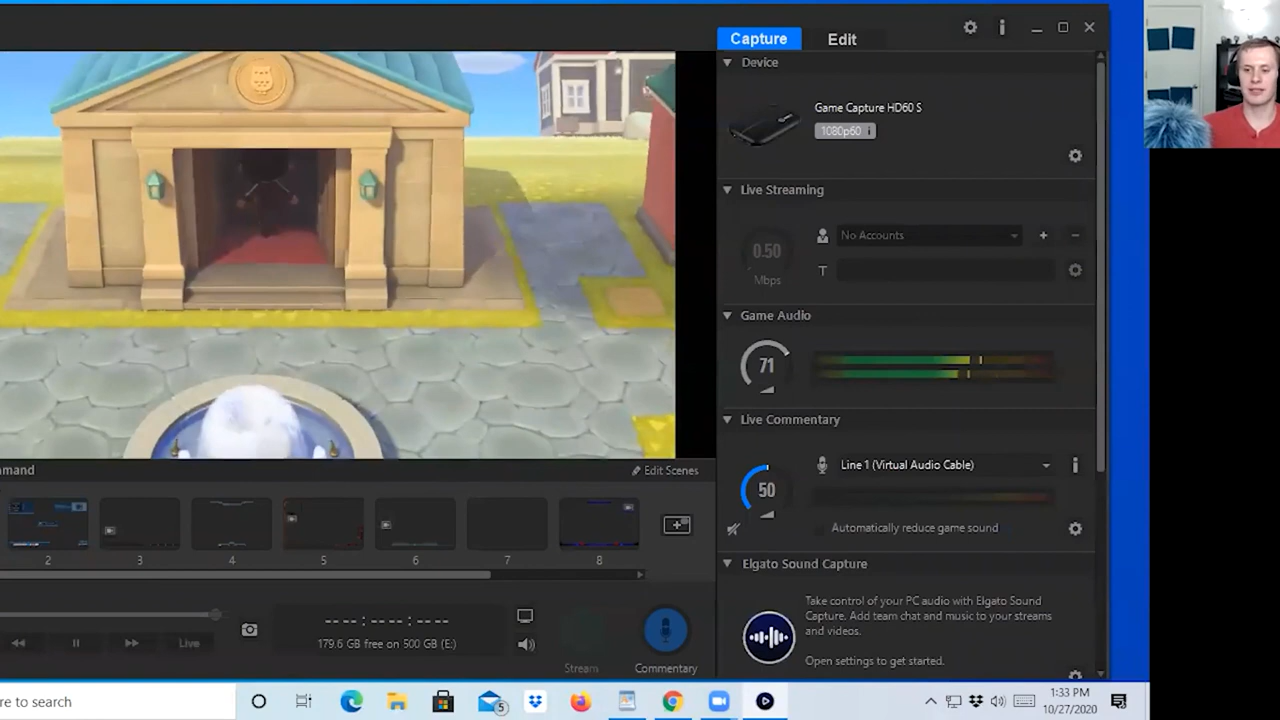 Capture
Edit
Device
Game Capture HD60 S
1080p60 i
Live Streaming
0.50
Mbps
No Accounts
T
Game Audio
71
Live Commentary
50
Line 1 (Virtual Audio Cable)
Automatically reduce game sound
mmand
Edit Scenes
2
3
4
5
6
7
8
Elgato Sound Capture
Take control of your PC audio with Elgato Sound
Capture. Add team chat and music to your streams
and videos.
Open settings to get started.
Live
-- -- : -- -- : -- --
179.6 GB free on 500 GB (E:)
Stream
Commentary
re to search
5
1:33 PM
10/27/2020